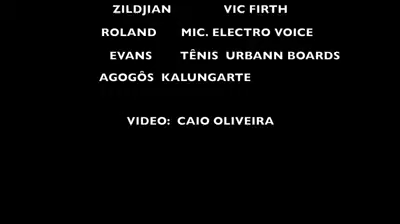 ZILDJIAN VIC FIRTH
ROLAND MIC. ELECTRO VOICE
EVANS TÊNIS URBANN BOARDS
AGOGÔS KALUNGARTE
VIDEO: CAIO OLIVEIRA